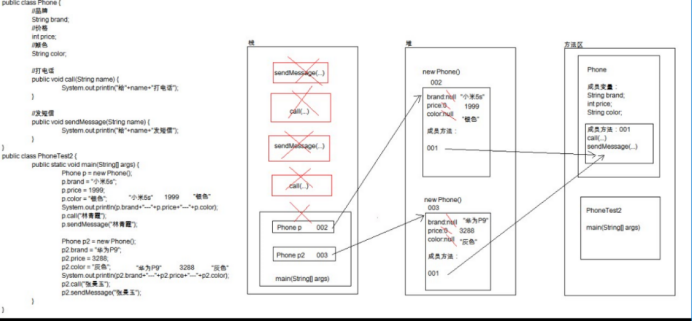 public class Phone {
//品牌
String brand;
//价格
int price;
//颜色
String color;
//打电话
public void call(String name) {
System.out.println("给"+name+"打电话");
}
//发短信
public void sendMessage(String name) {
System.out.println("给"+name+"发短信");
}
}
public class PhoneTest2 {
public static void main(String[] args) {
Phone p = new Phone();
p.brand = "小米5s";
p.price = 1999;
p.color = "银色"; "小米5s" 1999 "银色"
System.out.println(p.brand+"---"+p.price+"---"+p.color);
p.call("林青霞");
p.sendMessage("林青霞");
Phone p2 = new Phone();
p2.brand = "华为P9";
p2.price = 3288;
p2.color = "灰色"; "华为P9" 3288 "灰色"
System.out.println(p2.brand+"---"+p2.price+"---"+p2.color);
p2.call("张曼玉");
p2.sendMessage("张曼玉");
}
}
栈
sendMessage(...)
call(...)
sendMessage(...)
call(...)
Phone p 002
Phone p2 003
main(String[] args)
堆
new Phone()
002
brand:null "小米5s"
price:0 1999
color:null
"银色"
成员方法：
001
new Phone()
003
brand:null "华为P9"
price:0 3288
color:null "灰色"
成员方法：
001
方法区
Phone
成员变量：
String brand;
int price;
String color;
成员方法：001
call(...)
sendMessage(...)
PhoneTest2
main(String[] args)